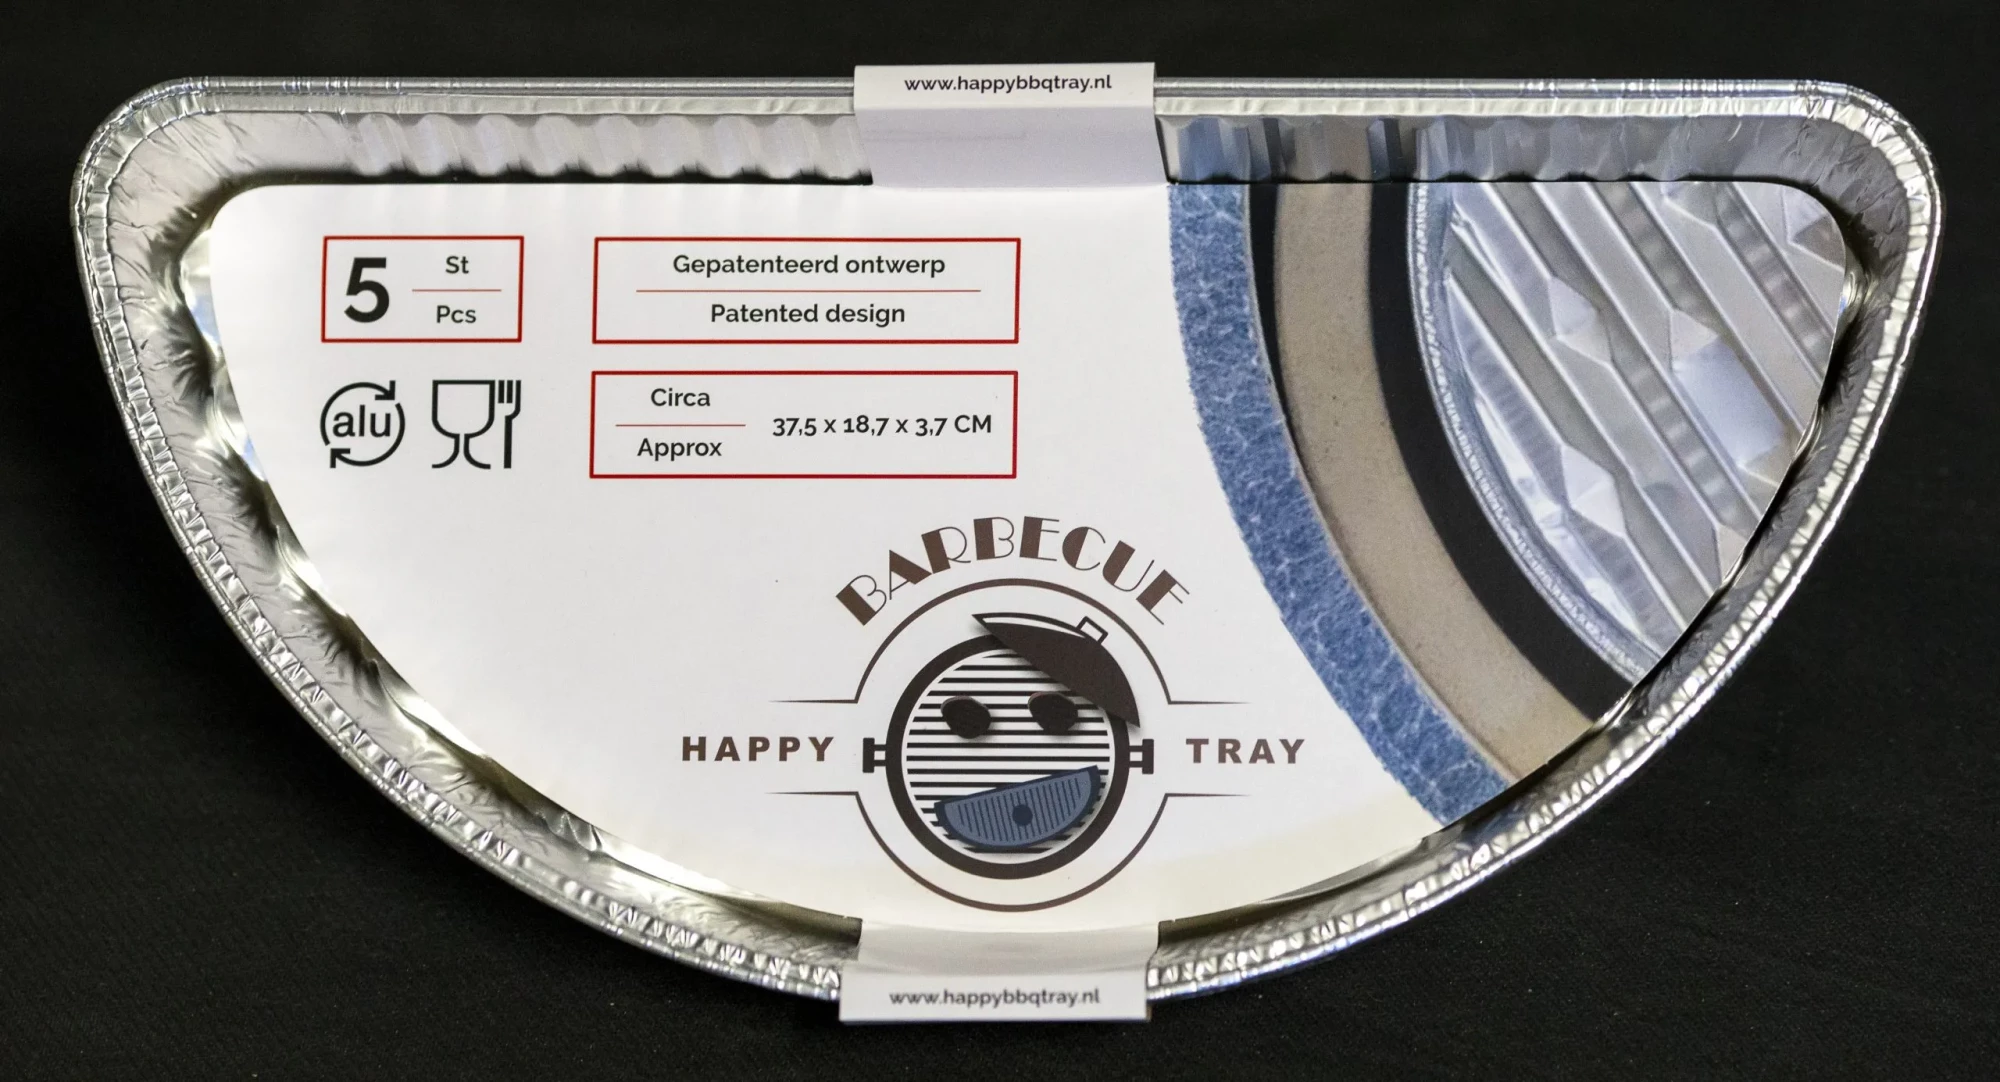 www.happybbqtray.nl
5
St
Pcs
Gepatenteerd ontwerp
Patented design
alu
Circa
Approx
37,5 x 18,7 x 3,7 CM
BARBECUE
HAPPY TRAY
www.happybbqtray.nl